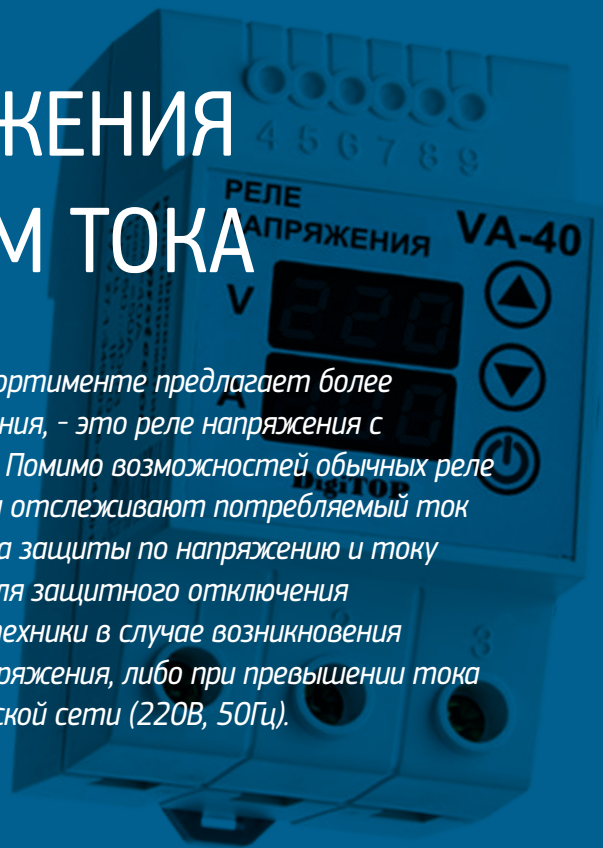 ЖЕНИЯ
М ТОКА
4 5 6 7 8 9
РЕЛЕ
НАПРЯЖЕНИЯ
VA-40
V
220
A
DigiTOP
3
ортименте предлагает более
ния, - это реле напряжения с
Помимо возможностей обычных реле
отслеживают потребляемый ток
а защиты по напряжению и току
ля защитного отключения
техники в случае возникновения
ряжения, либо при превышении тока
ской сети (220В, 50Гц).